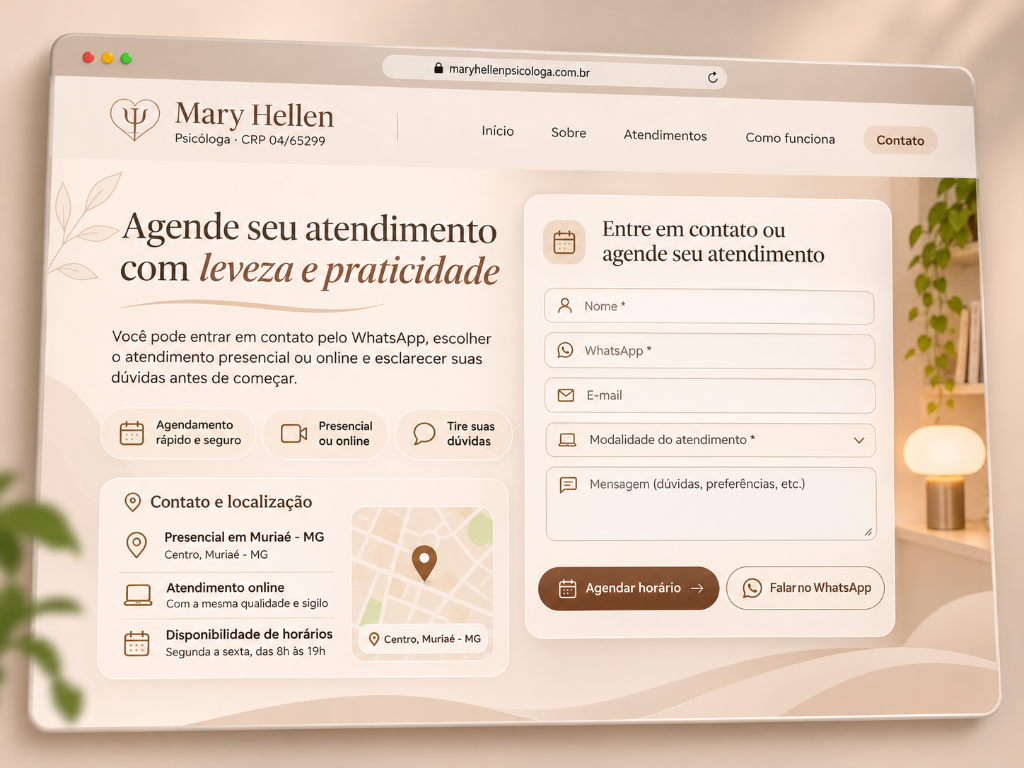 maryhellenpsicologa.com.br
Mary Hellen
Psicóloga · CRP 04/65299
Início
Sobre
Atendimentos
Como funciona
Contato
Agende seu atendimento
com leveza e praticidade
Você pode entrar em contato pelo WhatsApp, escolher
o atendimento presencial ou online e esclarecer suas
dúvidas antes de começar.
Agendamento
rápido e seguro
Presencial
ou online
Tire suas
dúvidas
Contato e localização
Presencial em Muriaé - MG
Centro, Muriaé - MG
Atendimento online
Com a mesma qualidade e sigilo
Disponibilidade de horários
Segunda a sexta, das 8h às 19h
Centro, Muriaé - MG
Entre em contato ou
agende seu atendimento
Nome *
WhatsApp *
E-mail
Modalidade do atendimento *
Mensagem (dúvidas, preferências, etc.)
Agendar horário →
Falar no WhatsApp